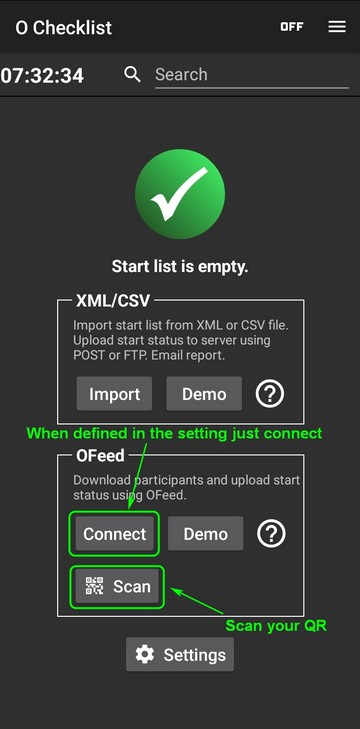 O Checklist
OFF
07:32:34
Search
Start list is empty.
XML/CSV
Import start list from XML or CSV file.
Upload start status to server using
POST or FTP. Email report.
Import
Demo
When defined in the setting just connect
OFeed
Download participants and upload start
status using OFeed.
Connect
Demo
Scan
Scan your QR
Settings